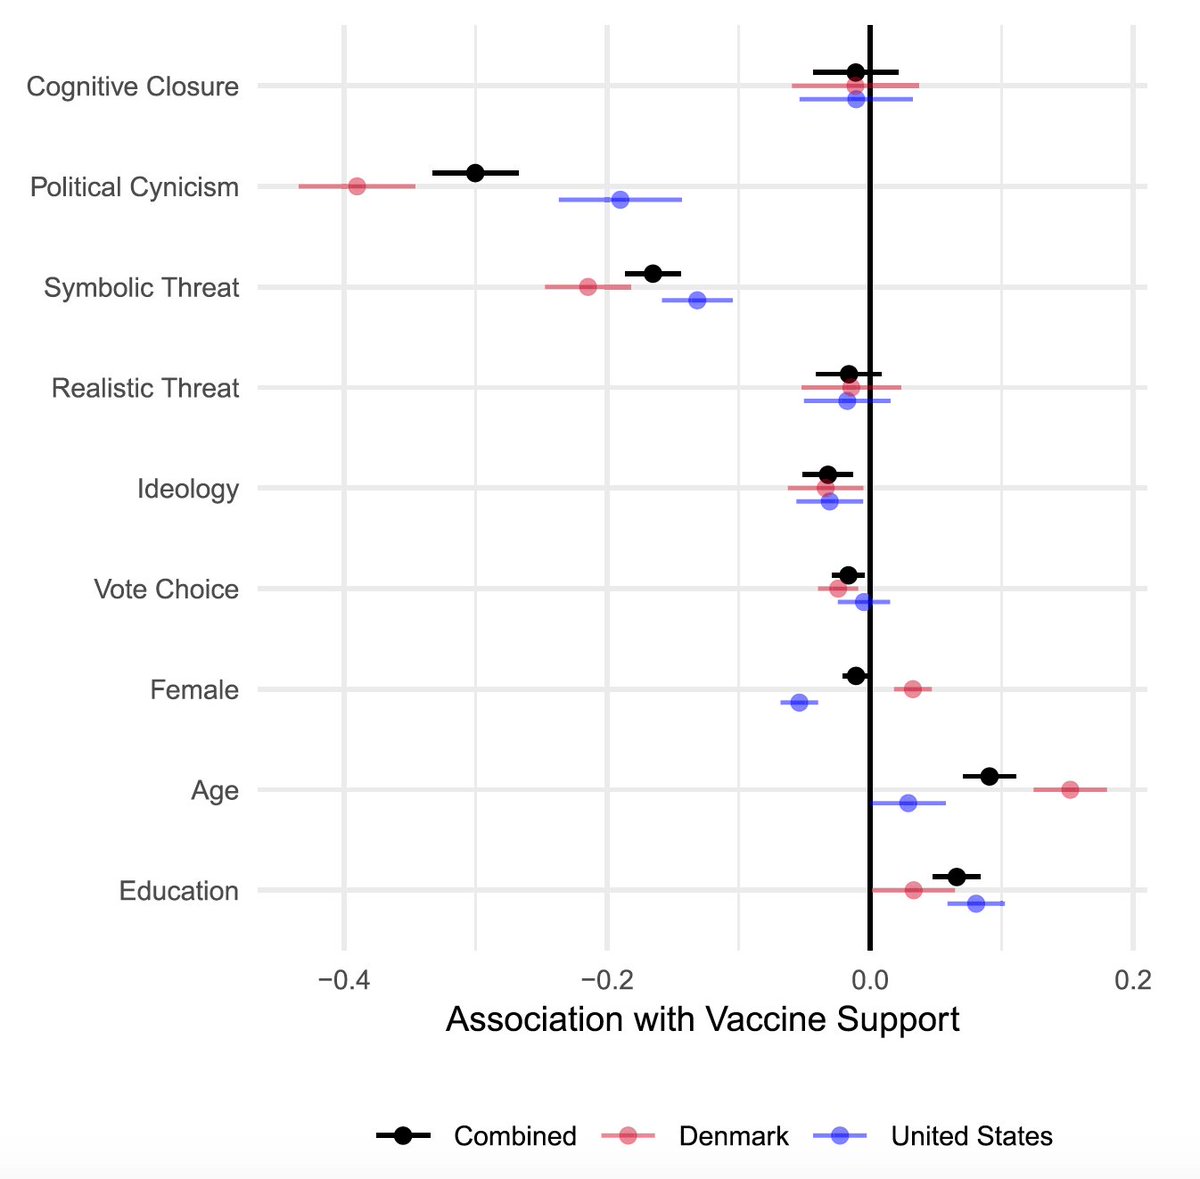 Cognitive Closure
Political Cynicism
Symbolic Threat
Realistic Threat
Ideology
Vote Choice
Female
Age
Education
−0.4 −0.2 0.0 0.2
Association with Vaccine Support
Combined Denmark United States